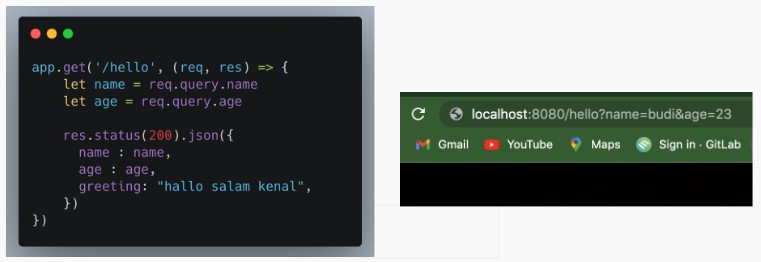 app.get('/hello', (req, res) => {
    let name = req.query.name
    let age = req.query.age

    res.status(200).json({
      name : name,
      age : age,
      greeting: "hallo salam kenal",
    })
})
localhost:8080/hello?name=budi&age=23
Gmail YouTube Maps Sign in · GitLab